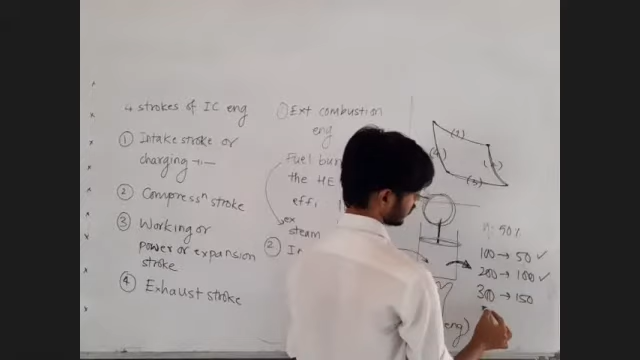 4 strokes of IC eng
① Intake stroke or
charging
② Compressⁿ stroke
③ Working or
power or expansion
stroke
④ Exhaust stroke
① Ext combustion
eng
Fuel bur
the HE
effi
ex
steam
②
(1)
(3)
η: 50%
100 → 50 ✓
200 → 100 ✓
300 → 150
eng)